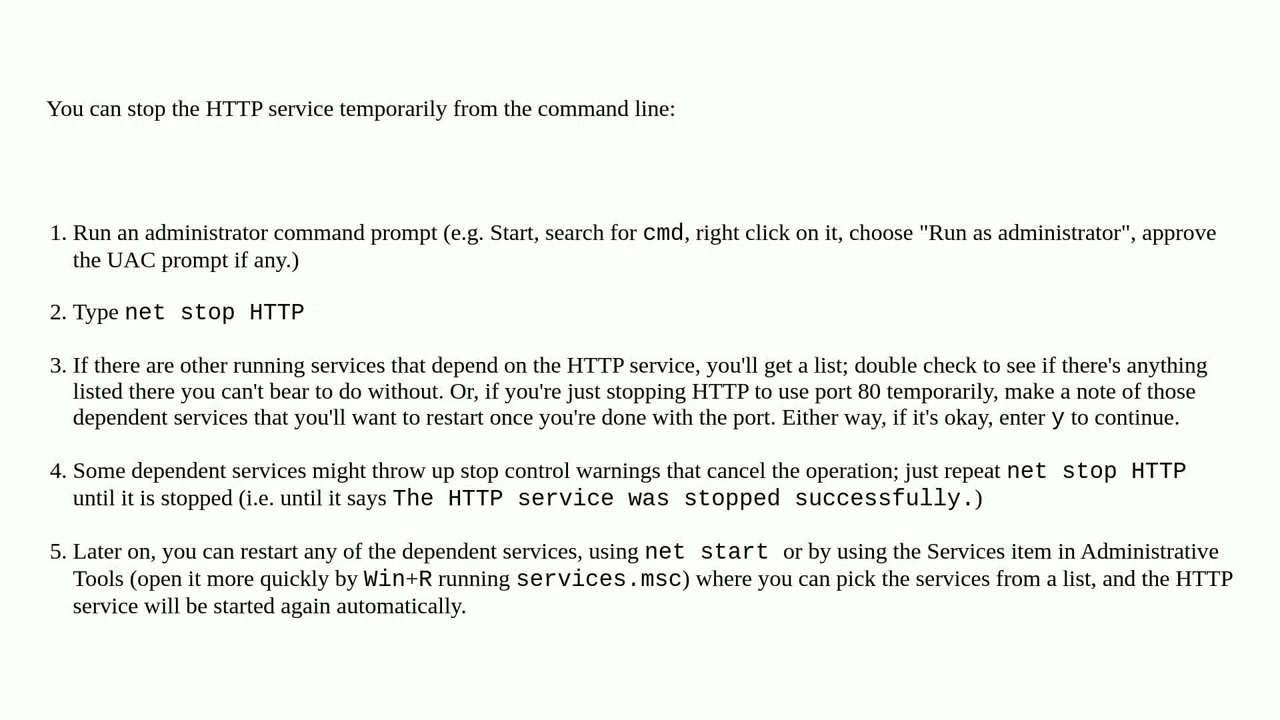 You can stop the HTTP service temporarily from the command line:
1. Run an administrator command prompt (e.g. Start, search for cmd, right click on it, choose "Run as administrator", approve
the UAC prompt if any.)
2. Type net stop HTTP
3. If there are other running services that depend on the HTTP service, you'll get a list; double check to see if there's anything
listed there you can't bear to do without. Or, if you're just stopping HTTP to use port 80 temporarily, make a note of those
dependent services that you'll want to restart once you're done with the port. Either way, if it's okay, enter y to continue.
4. Some dependent services might throw up stop control warnings that cancel the operation; just repeat net stop HTTP
until it is stopped (i.e. until it says The HTTP service was stopped successfully.)
5. Later on, you can restart any of the dependent services, using net start or by using the Services item in Administrative
Tools (open it more quickly by Win+R running services.msc) where you can pick the services from a list, and the HTTP
service will be started again automatically.